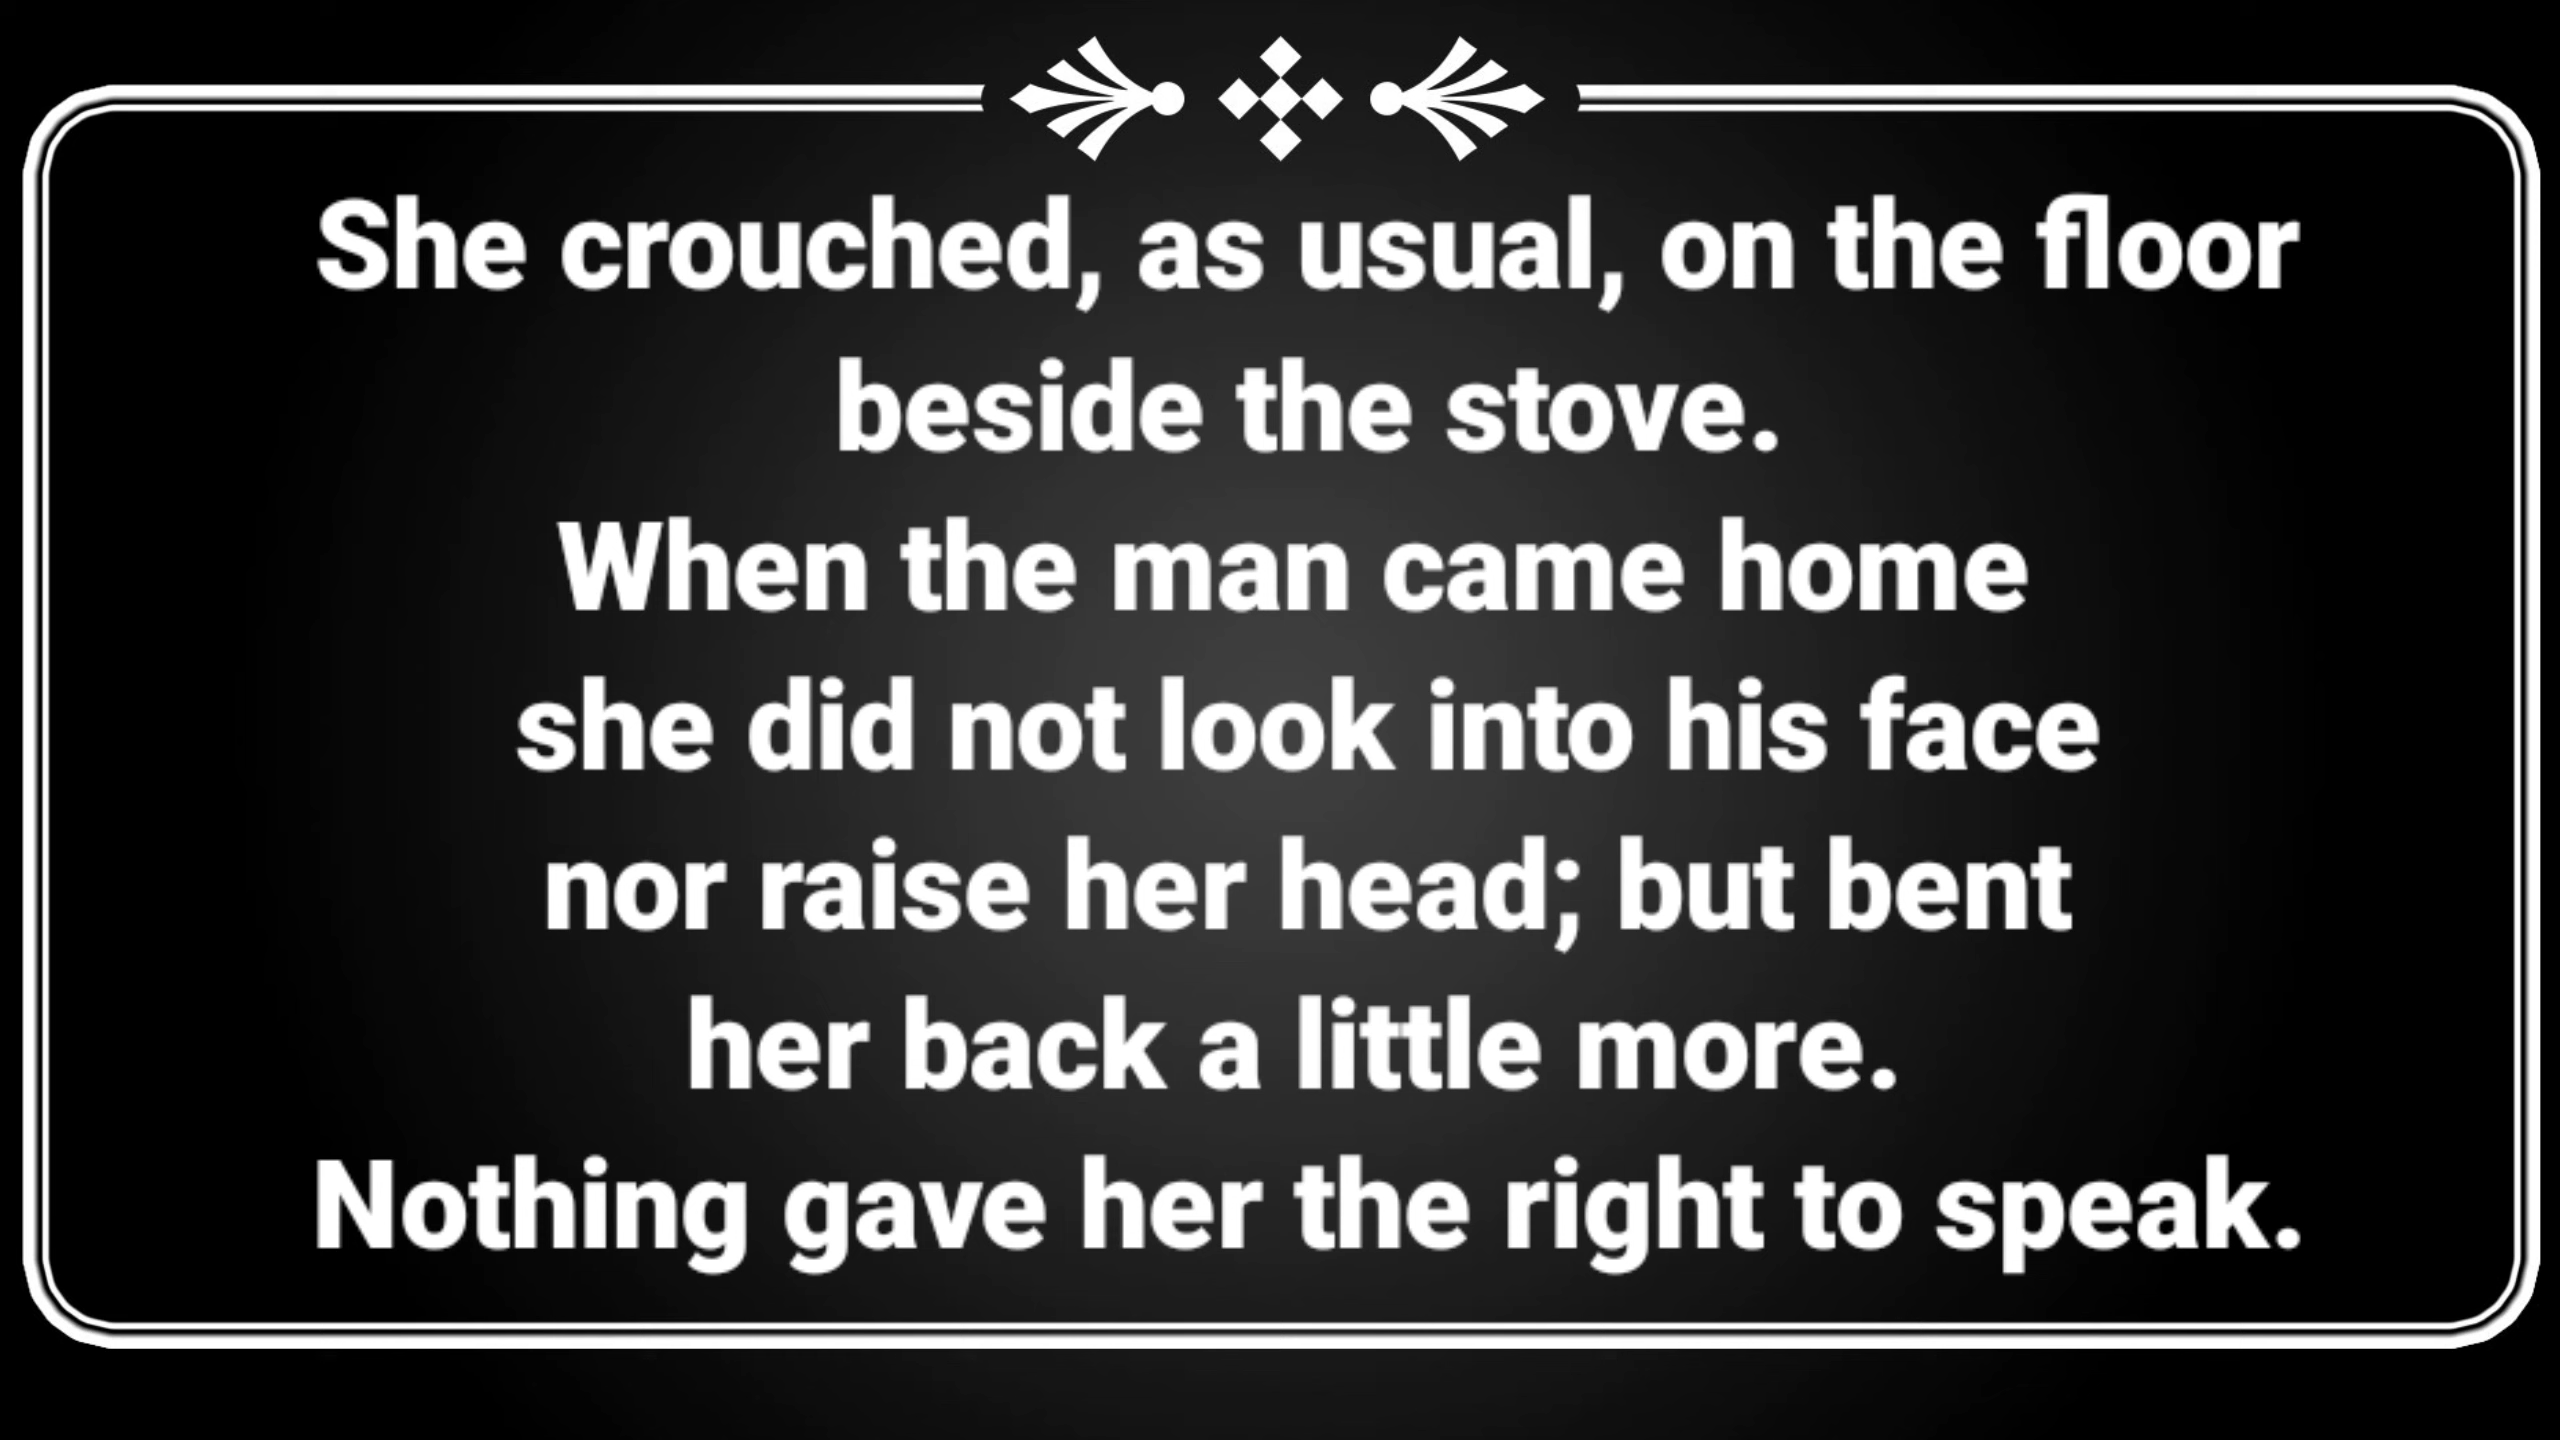 She crouched, as usual, on the floor
beside the stove.
When the man came home
she did not look into his face
nor raise her head; but bent
her back a little more.
Nothing gave her the right to speak.